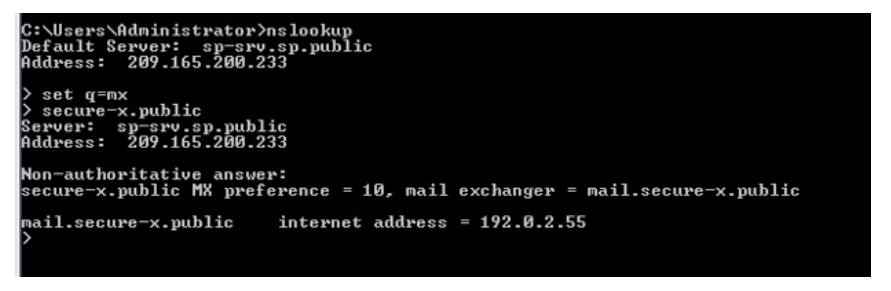 C:\Users\Administrator>nslookup
Default Server:  sp-srv.sp.public
Address:  209.165.200.233
> set q=mx
> secure-x.public
Server:  sp-srv.sp.public
Address:  209.165.200.233
Non-authoritative answer:
secure-x.public MX preference = 10, mail exchanger = mail.secure-x.public
mail.secure-x.public    internet address = 192.0.2.55
>